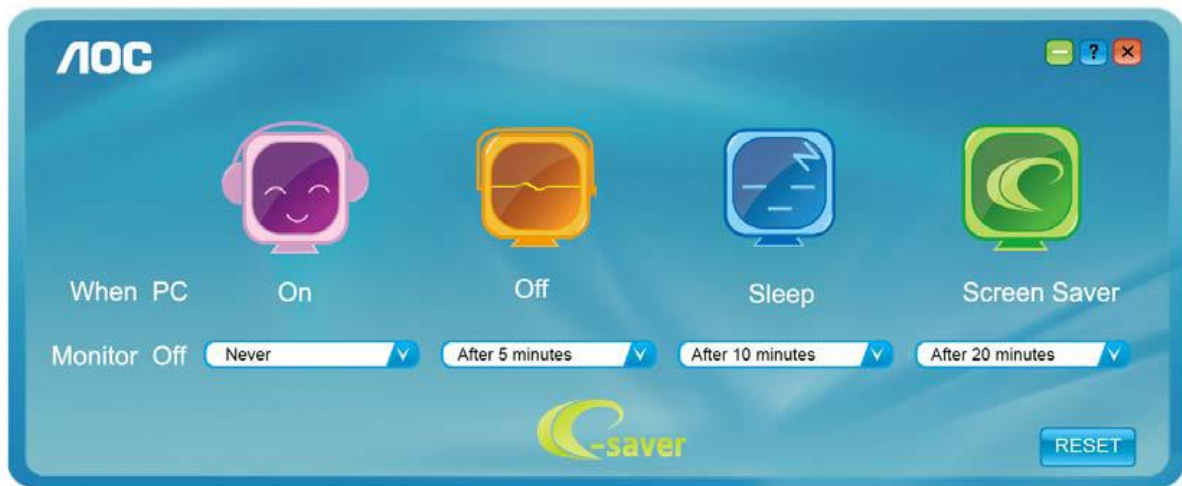 AOC
?
When PC On Off Sleep Screen Saver
Monitor Off Never After 5 minutes After 10 minutes After 20 minutes
e-saver
RESET